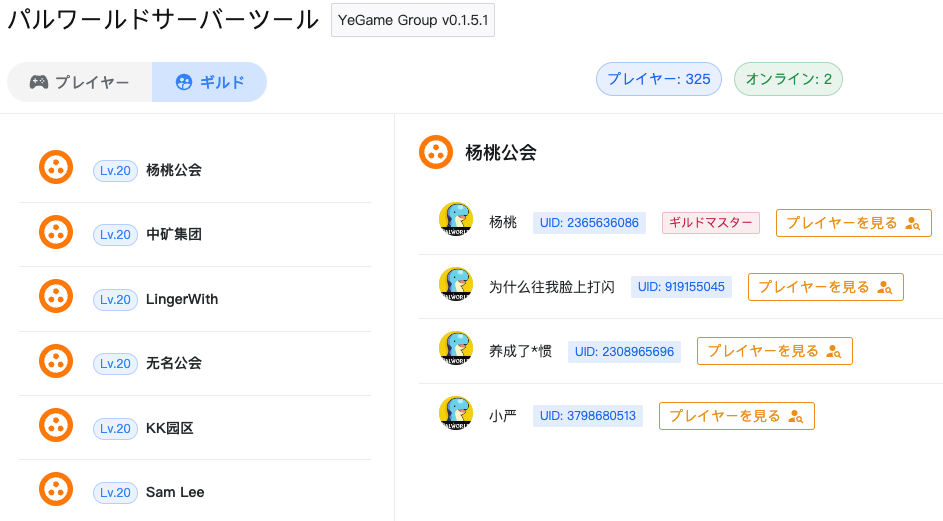 パルワールドサーバーツール YeGame Group v0.1.5.1
プレイヤー ギルド プレイヤー: 325 オンライン: 2
Lv.20 杨桃公会
Lv.20 中矿集团
Lv.20 LingerWith
Lv.20 无名公会
Lv.20 KK园区
Lv.20 Sam Lee
杨桃公会
杨桃 UID: 2365636086 ギルドマスター プレイヤーを見る
为什么往我脸上打闪 UID: 919155045 プレイヤーを見る
养成了*惯 UID: 2308965696 プレイヤーを見る
小严 UID: 3798680513 プレイヤーを見る